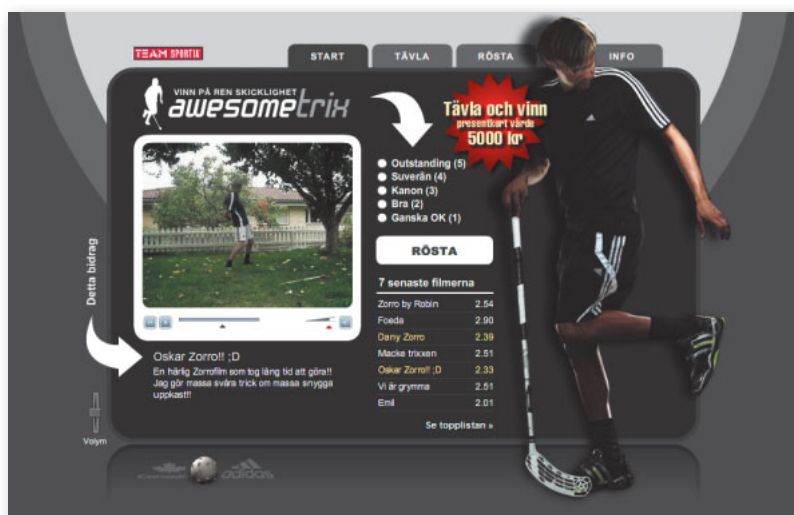 TEAM SPORTIA
START
TÄVLA
RÖSTA
INFO
VINN PÅ REN SKICKLIGHET
awesometrix
Tävla och vinn
presentkort värde
5000 kr
Outstanding (5)
Suverän (4)
Kanon (3)
Bra (2)
Ganska OK (1)
RÖSTA
Detta bidrag
7 senaste filmerna
Zorro by Robin 2.54
Foeda 2.90
Dany Zorro 2.39
Macke trixxen 2.51
Oskar Zorro!! ;D 2.33
Vi är grymma 2.51
Emil 2.01
Se topplistan »
Oskar Zorro!! ;D
En härlig Zorrofilm som tog lång tid att göra!!
Jag gör massa svåra trick om massa snygga
uppkast!!
Volym
adidas